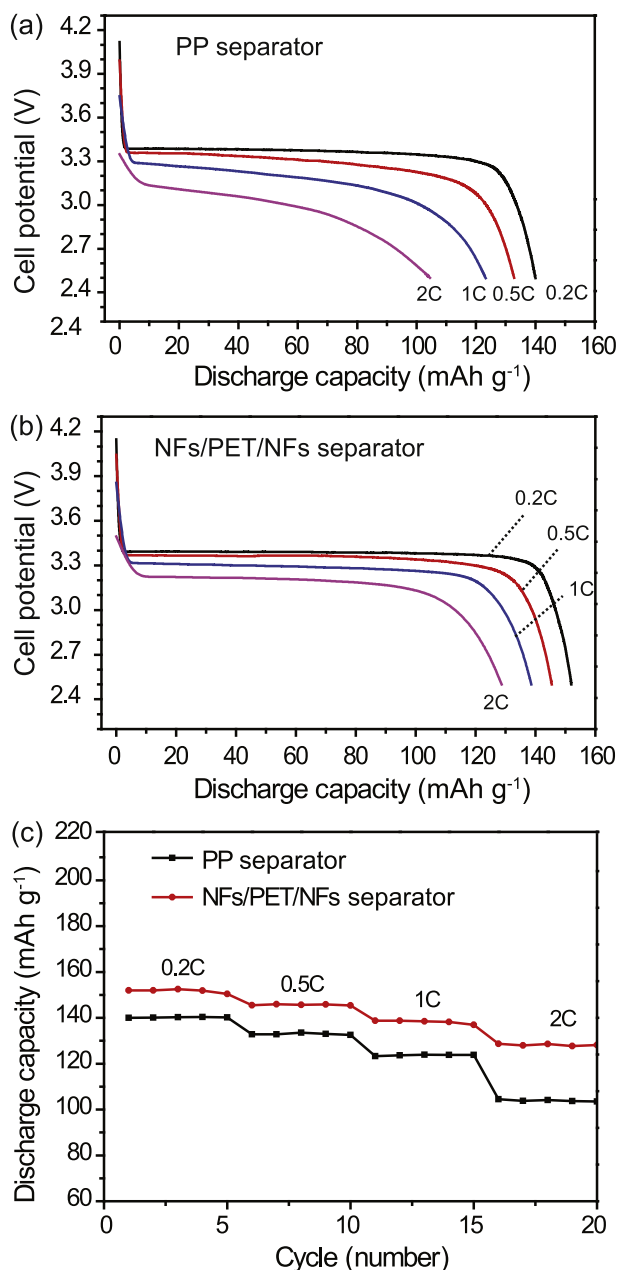 (a)
PP separator
4.2
3.9
3.6
3.3
3.0
2.7
2.4
2.4
Cell potential (V)
2C
1C
0.5C
0.2C
0 20 40 60 80 100 120 140 160
Discharge capacity (mAh g⁻¹)
(b)
NFs/PET/NFs separator
4.2
3.9
3.6
3.3
3.0
2.7
2.4
Cell potential (V)
0.2C
0.5C
1C
2C
0 20 40 60 80 100 120 140 160
Discharge capacity (mAh g⁻¹)
(c)
220
200
180
160
140
120
100
80
60
Discharge capacity (mAh g⁻¹)
PP separator
NFs/PET/NFs separator
0.2C
0.5C
1C
2C
0 5 10 15 20
Cycle (number)